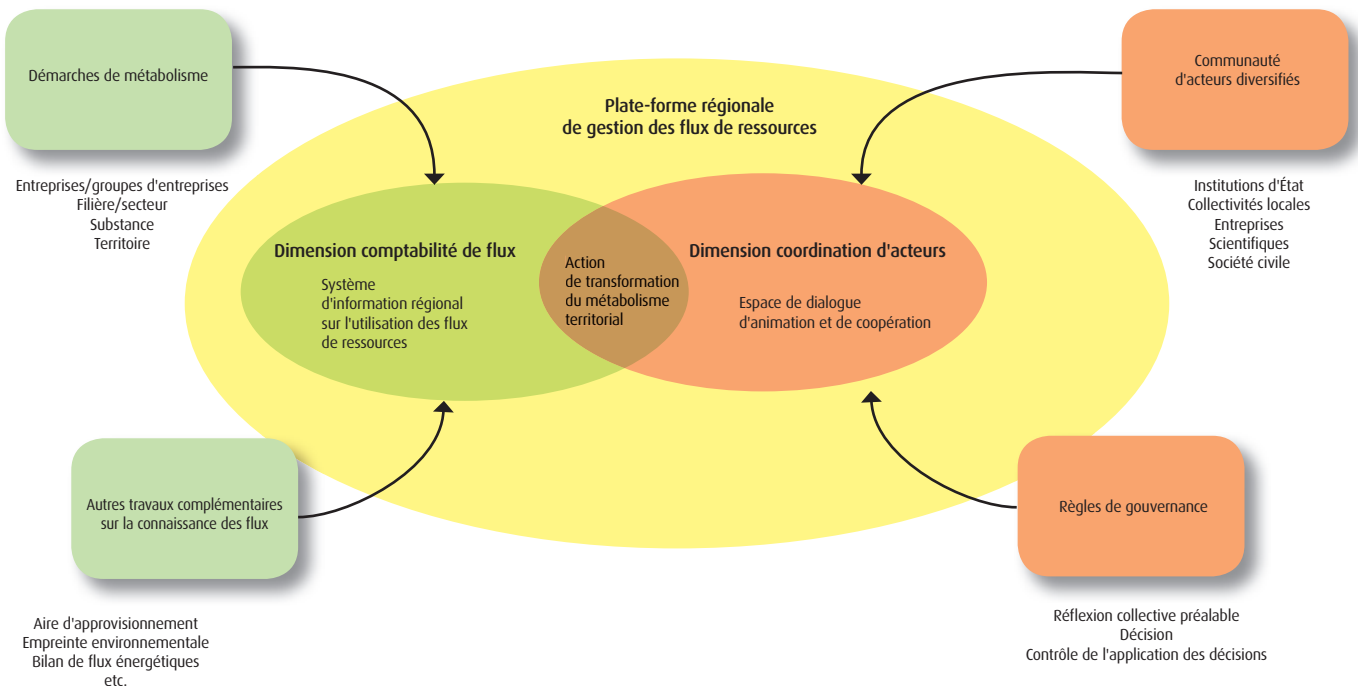 Démarches de métabolisme
Entreprises/groupes d'entreprises
Filière/secteur
Substance
Territoire
Plate-forme régionale
de gestion des flux de ressources
Communauté
d'acteurs diversifiés
Institutions d'État
Collectivités locales
Entreprises
Scientifiques
Société civile
Dimension comptabilité de flux
Système
d'information régional
sur l'utilisation des flux
de ressources
Action
de transformation
du métabolisme
territorial
Dimension coordination d'acteurs
Espace de dialogue
d'animation et de coopération
Autres travaux complémentaires
sur la connaissance des flux
Aire d'approvisionnement
Empreinte environnementale
Bilan de flux énergétiques
etc.
Règles de gouvernance
Réflexion collective préalable
Décision
Contrôle de l'application des décisions